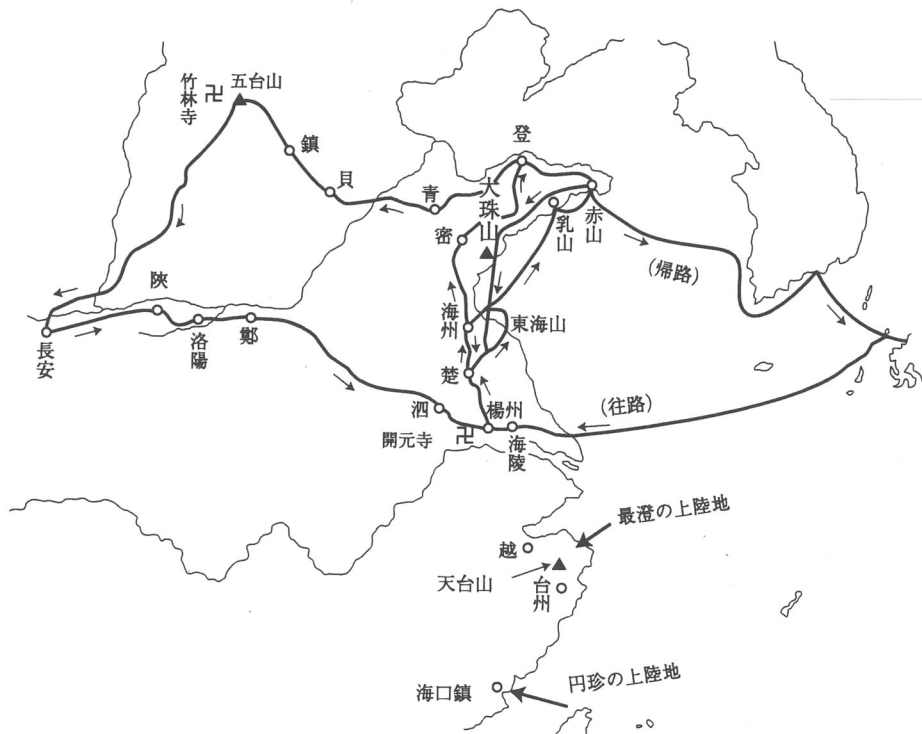 五台山
竹林寺
卍
鎮
貝
青
登
大珠山
密
乳山
赤山
(帰路)
陝
長安
洛陽
鄭
海州
東海山
楚
泗
楊州
(往路)
開元寺
卍
海陵
最澄の上陸地
越
天台山
台州
海口鎮
円珍の上陸地